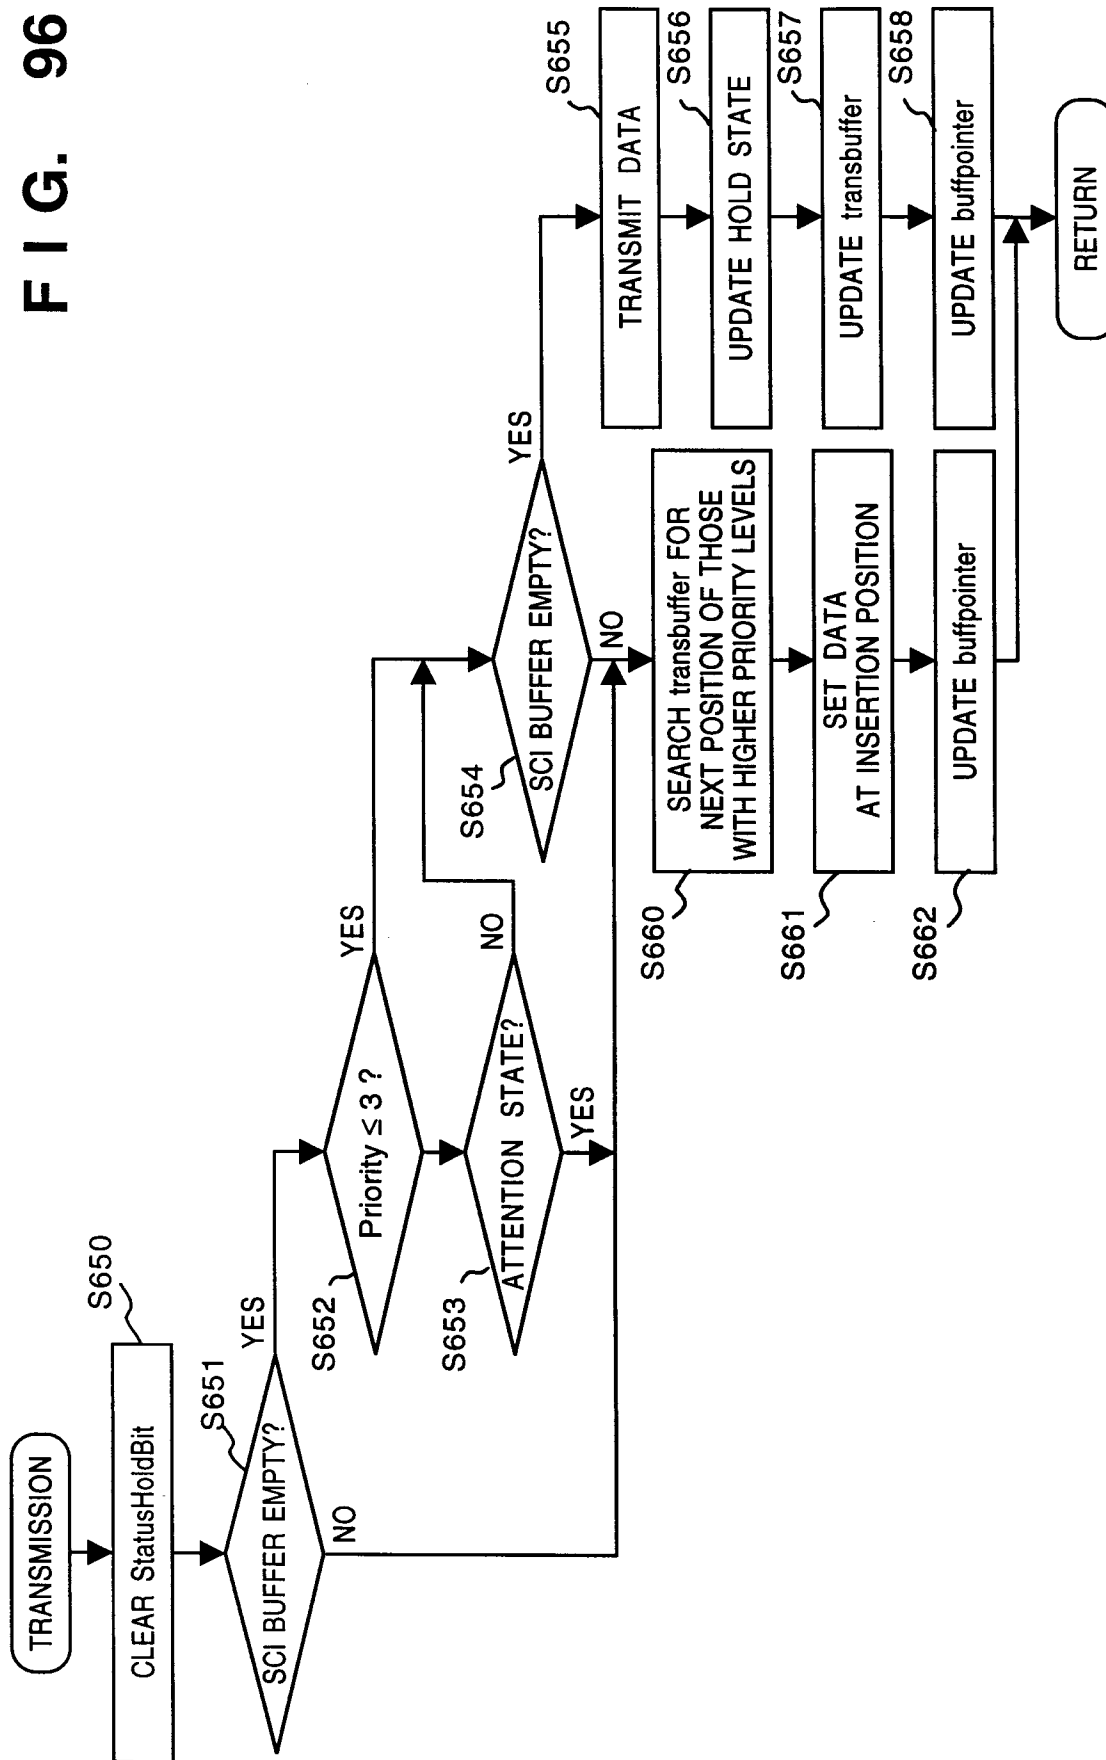 F I G. 96
TRANSMISSION
S650
CLEAR StatusHoldBit
S651
SCI BUFFER EMPTY?
YES
NO
S652
Priority ≤ 3 ?
YES
S653
ATTENTION STATE?
NO
YES
S654
SCI BUFFER EMPTY?
YES
NO
S655
TRANSMIT DATA
S656
UPDATE HOLD STATE
S657
UPDATE transbuffer
S658
UPDATE buffpointer
S660
SEARCH transbuffer FOR
NEXT POSITION OF THOSE
WITH HIGHER PRIORITY LEVELS
S661
SET DATA
AT INSERTION POSITION
S662
UPDATE buffpointer
RETURN